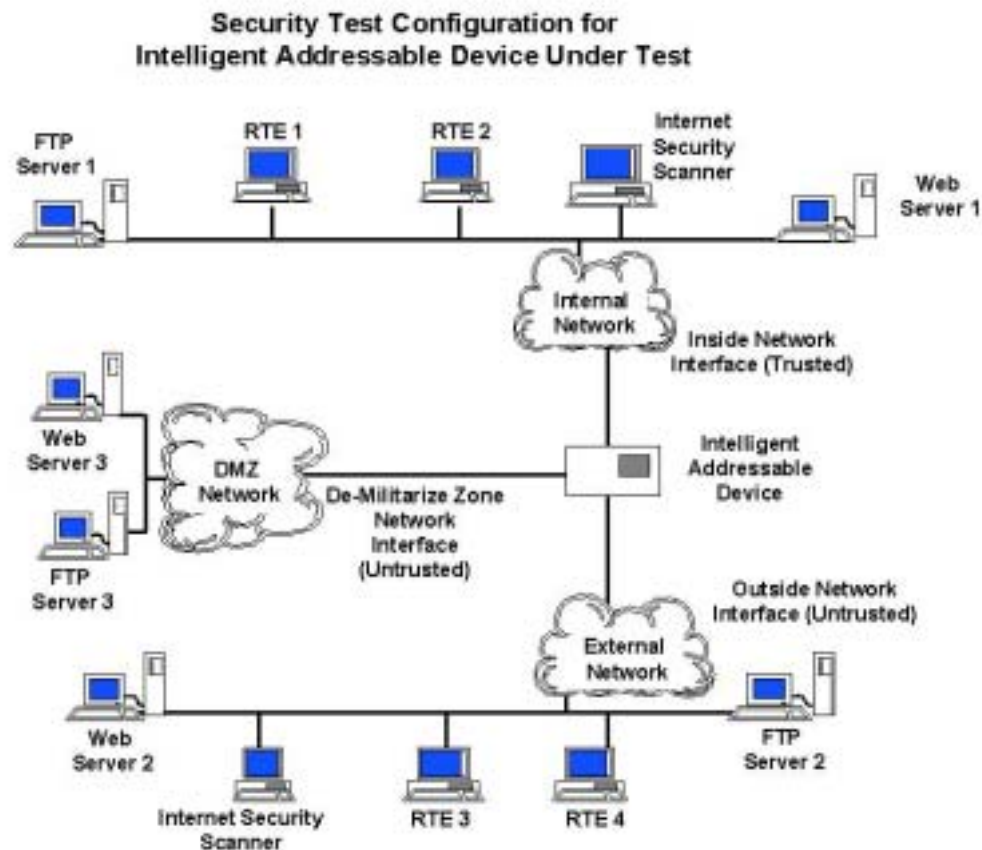 Security Test Configuration for
Intelligent Addressable Device Under Test
FTP
Server 1
RTE 1
RTE 2
Internet
Security
Scanner
Web
Server 1
Internal
Network
Inside Network
Interface (Trusted)
Web
Server 3
DMZ
Network
FTP
Server 3
De-Militarize Zone
Network
Interface
(Untrusted)
Intelligent
Addressable
Device
Outside Network
Interface (Untrusted)
External
Network
Web
Server 2
Internet Security
Scanner
RTE 3
RTE 4
FTP
Server 2